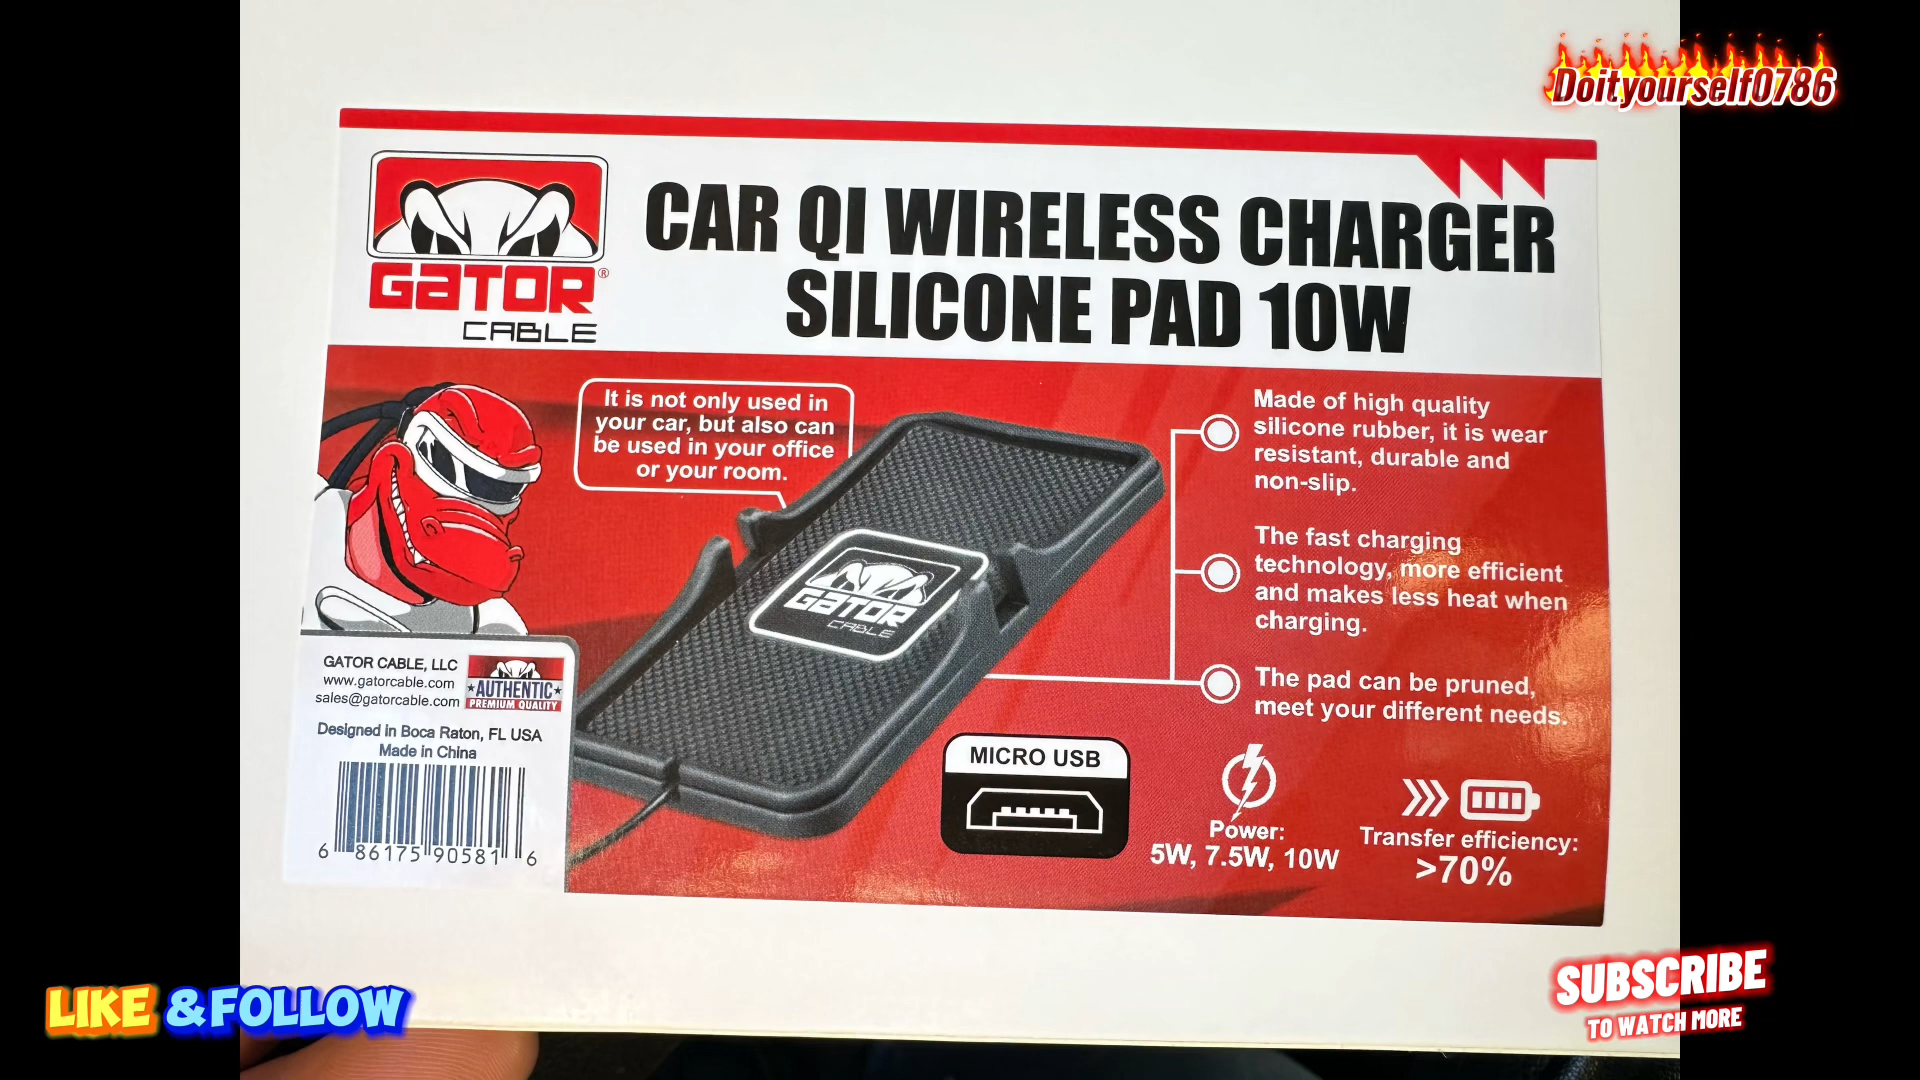 Doityourself0786
GATOR®
CABLE
CAR QI WIRELESS CHARGER
SILICONE PAD 10W
It is not only used in
your car, but also can
be used in your office
or your room.
Made of high quality
silicone rubber, it is wear
resistant, durable and
non-slip.
The fast charging
technology, more efficient
and makes less heat when
charging.
The pad can be pruned,
meet your different needs.
GATOR
CABLE
GATOR CABLE, LLC
www.gatorcable.com
sales@gatorcable.com
AUTHENTIC
PREMIUM QUALITY
Designed in Boca Raton, FL USA
Made in China
6 86175 90581 6
MICRO USB
Power:
5W, 7.5W, 10W
Transfer efficiency:
>70%
LIKE &FOLLOW
SUBSCRIBE
TO WATCH MORE